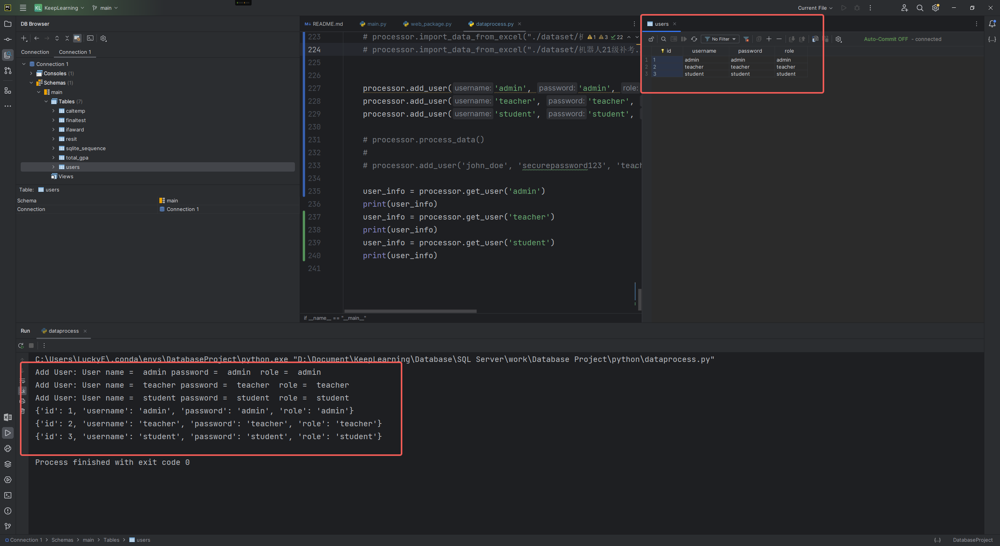 PC KL KeepLearning main Current File
DB Browser
Connection Connection 1
Connection 1
Consoles (1)
Schemas (1)
main
Tables (7)
caltemp
finaltest
ifaward
resit
sqlite_sequence
total_gpa
users
Views
Table: users
Schema main
Connection Connection 1
README.md main.py web_package.py dataprocess.py
1 3 22
223 # processor.import_data_from_excel("./dataset/
224 # processor.import_data_from_excel("./dataset/机器人21级补考.
225
226
227 processor.add_user( username: 'admin', password: 'admin', role:
228 processor.add_user( username: 'teacher', password: 'teacher',
229 processor.add_user( username: 'student', password: 'student',
230
231 # processor.process_data()
232 #
233 # processor.add_user('john_doe', 'securepassword123', 'teach
234
235 user_info = processor.get_user('admin')
236 print(user_info)
237 user_info = processor.get_user('teacher')
238 print(user_info)
239 user_info = processor.get_user('student')
240 print(user_info)
241
if __name__ == "__main__"
users
No Filter Auto-Commit OFF - connected
id username password role
1 1 admin admin admin
2 2 teacher teacher teacher
3 3 student student student
Run dataprocess
C:\Users\LuckyE\.conda\envs\DatabaseProject\python.exe "D:\Document\KeepLearning\Database\SQL Server\work\Database Project\python\dataprocess.py"
Add User: User name =  admin password =  admin  role =  admin
Add User: User name =  teacher password =  teacher  role =  teacher
Add User: User name =  student password =  student  role =  student
{'id': 1, 'username': 'admin', 'password': 'admin', 'role': 'admin'}
{'id': 2, 'username': 'teacher', 'password': 'teacher', 'role': 'teacher'}
{'id': 3, 'username': 'student', 'password': 'student', 'role': 'student'}
Process finished with exit code 0
Connection 1 > Schemas > main > Tables > users
DatabaseProject